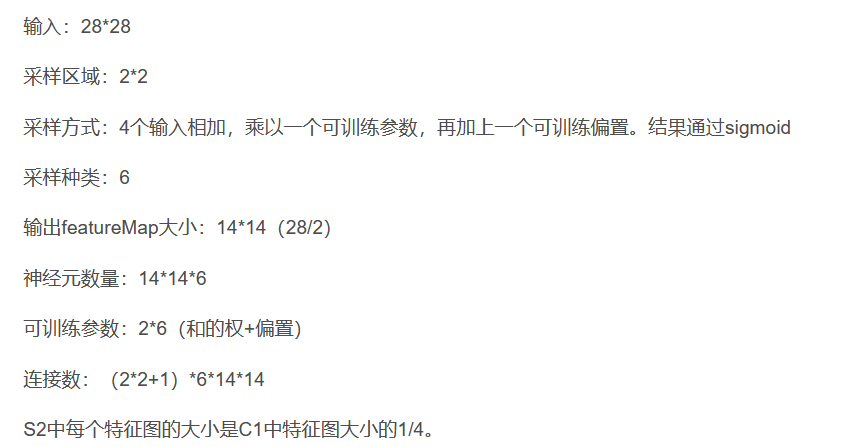 输入：28*28
采样区域：2*2
采样方式：4个输入相加，乘以一个可训练参数，再加上一个可训练偏置。结果通过sigmoid
采样种类：6
输出featureMap大小：14*14（28/2）
神经元数量：14*14*6
可训练参数：2*6（和的权+偏置）
连接数：（2*2+1）*6*14*14
S2中每个特征图的大小是C1中特征图大小的1/4。